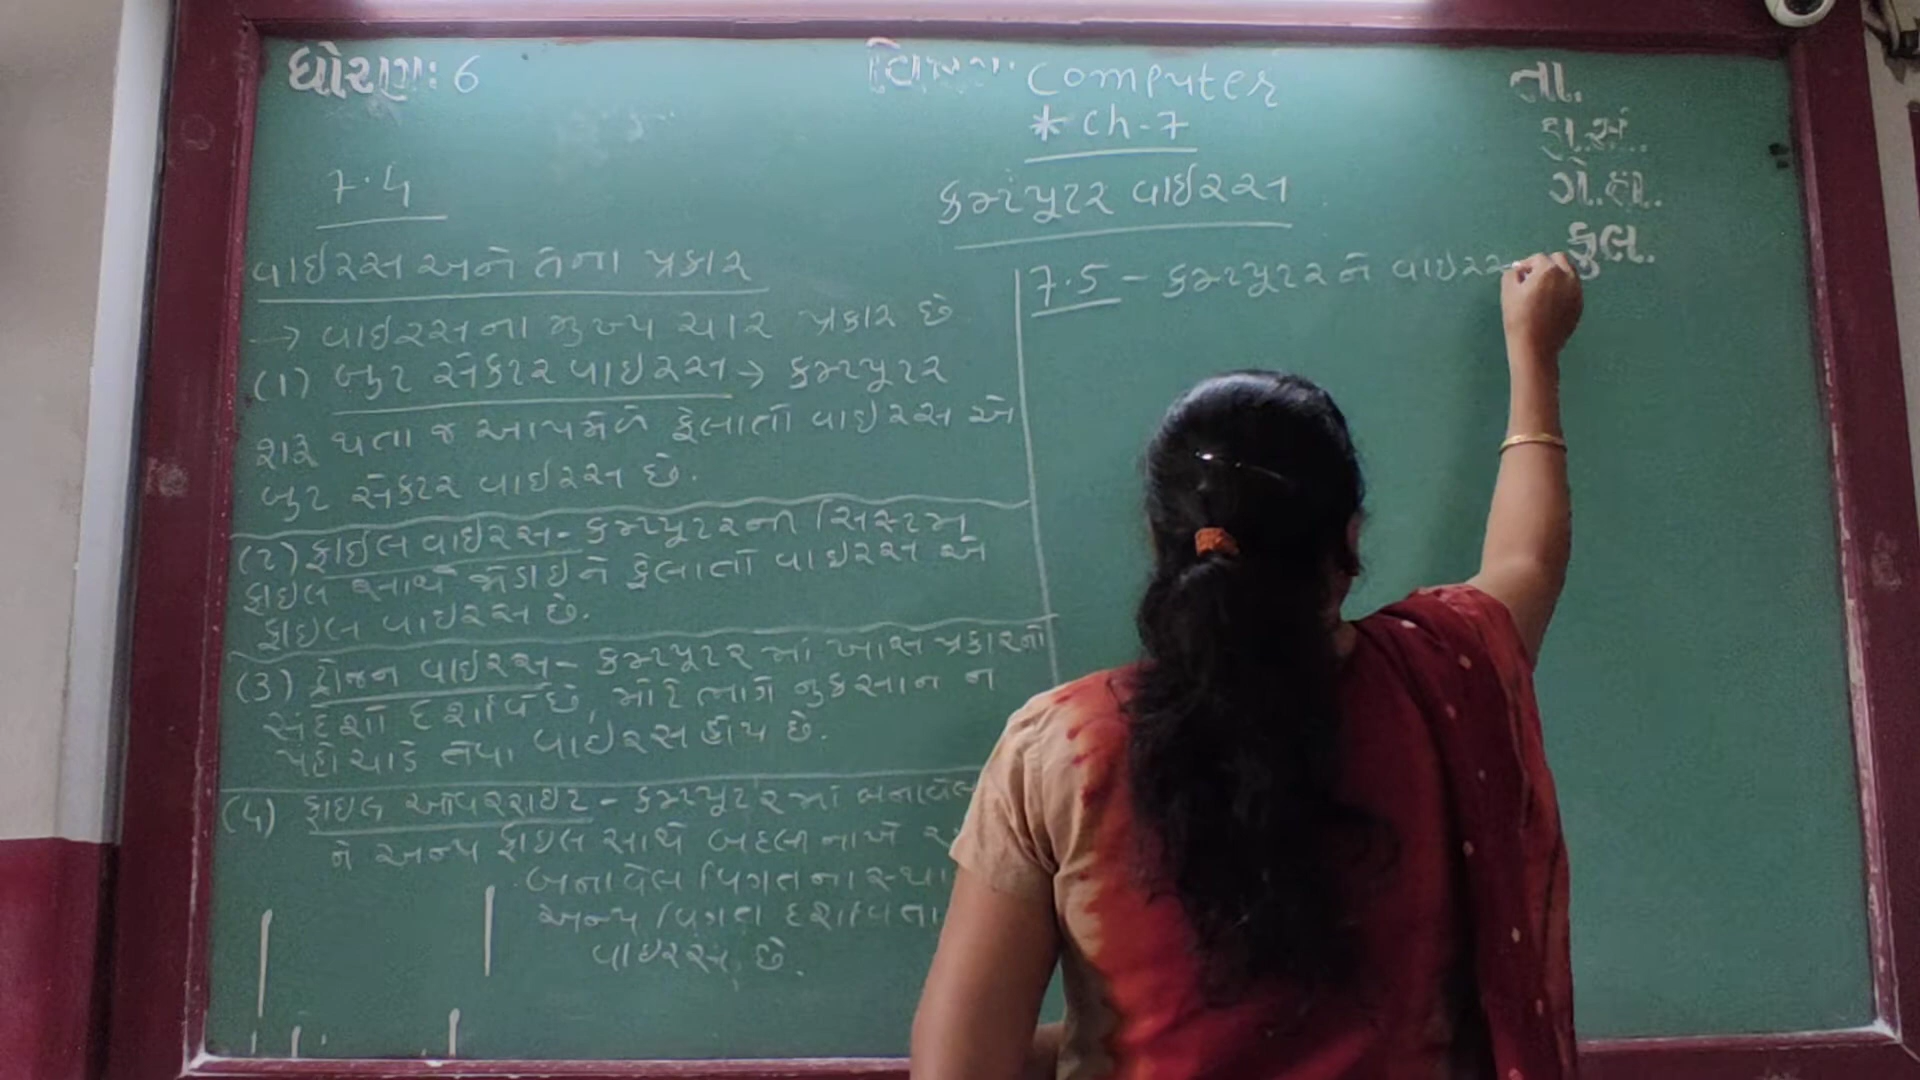 ધોરણ: 6
વિષય: Computer
* Ch-7
કમ્પ્યૂટર વાઈરસ
તા.
કુ.સં.
ગે.હા.
કુલ.
7.4
વાઈરસ અને તેના પ્રકાર
→ વાઈરસના મુખ્ય ચાર પ્રકાર છે
(1) બુટ સેકટર વાઈરસ → કમ્પ્યૂટર
શરૂ થતા જ આપમેળે ફેલાતો વાઈરસ એ
બુટ સેકટર વાઈરસ છે.
(2) ફાઈલ વાઈરસ - કમ્પ્યૂટરની સિસ્ટમ
ફાઈલ સાથે જોડાઈને ફેલાતો વાઈરસ એ
ફાઈલ વાઈરસ છે.
(3) ટ્રોજન વાઈરસ - કમ્પ્યૂટરમાં ખાસ પ્રકારનો
સંદેશો દર્શાવે છે, મોટે ભાગે નુકસાન ન
પહોચાડે તેવા વાઈરસ હોય છે.
(4) ફાઈલ ઓવરરાઈટ - કમ્પ્યૂટરમાં બનાવેલ
ને અન્ય ફાઈલ સાથે બદલી નાખે
બનાવેલ વિગતના સ્થા
અન્ય વિગત દર્શાવતા
વાઈરસ છે.
7.5 - કમ્પ્યૂટરને વાઈરસ